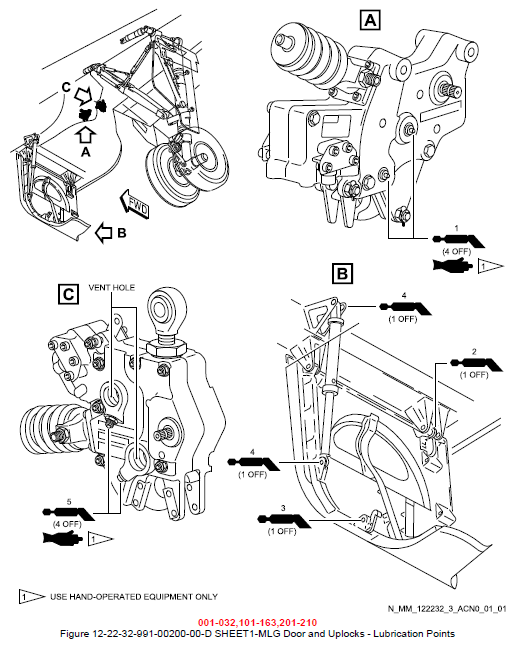 A
C
A
FWD
B
1
(4 OFF)
1
C
VENT HOLE
B
4
(1 OFF)
2
(1 OFF)
4
(1 OFF)
5
(4 OFF)
1
3
(1 OFF)
1 USE HAND-OPERATED EQUIPMENT ONLY
N_MM_122232_3_ACN0_01_01
001-032,101-163,201-210
Figure 12-22-32-991-00200-00-D SHEET1-MLG Door and Uplocks - Lubrication Points